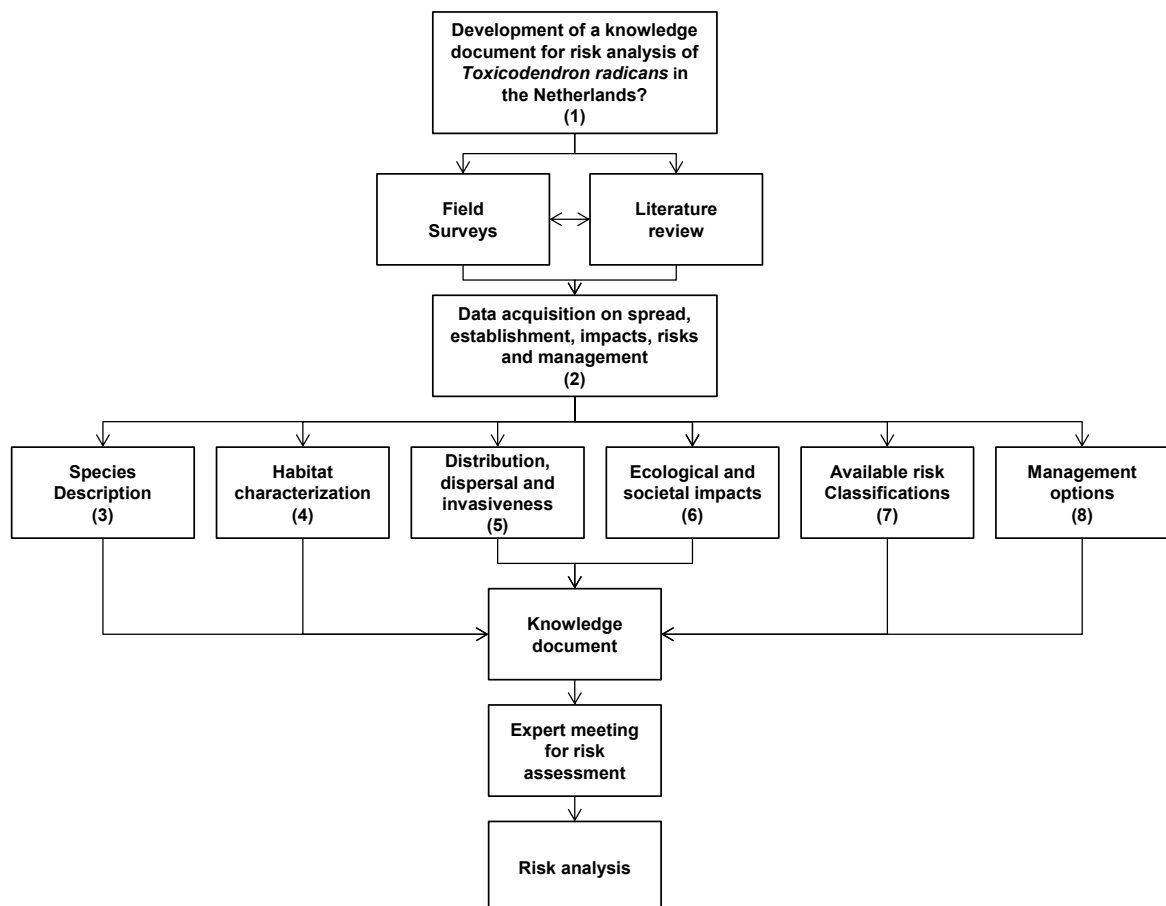 Development of a knowledge
document for risk analysis of
Toxicodendron radicans in
the Netherlands?
(1)
Field
Surveys
Literature
review
Data acquisition on spread,
establishment, impacts, risks
and management
(2)
Species
Description
(3)
Habitat
characterization
(4)
Distribution,
dispersal and
invasiveness
(5)
Ecological and
societal impacts
(6)
Available risk
Classifications
(7)
Management
options
(8)
Knowledge
document
Expert meeting
for risk
assessment
Risk analysis